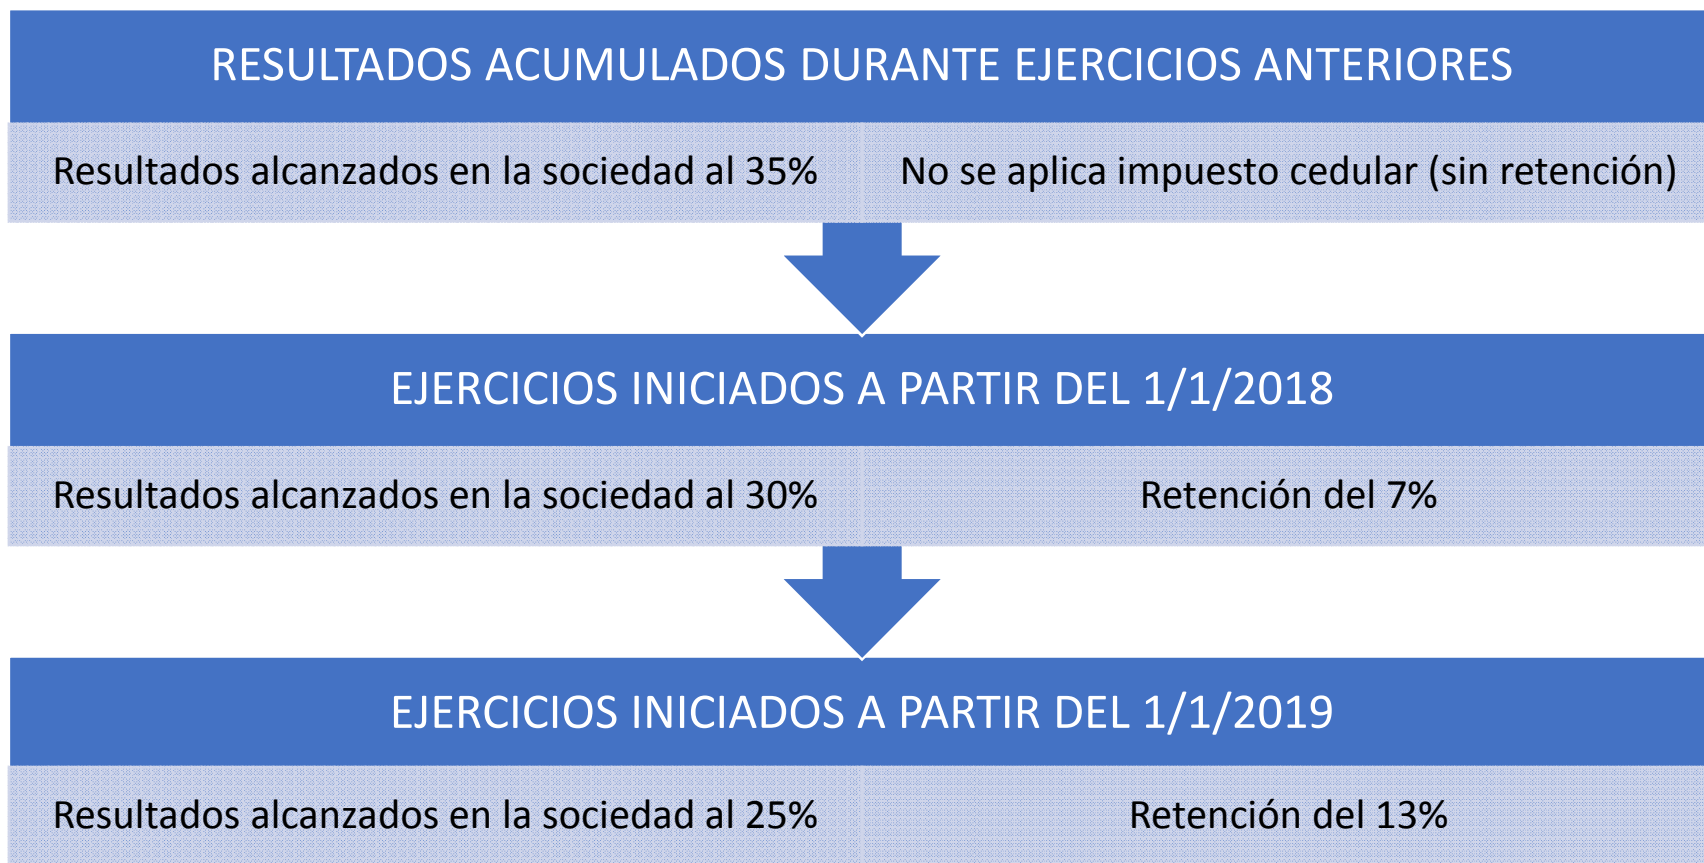 RESULTADOS ACUMULADOS DURANTE EJERCICIOS ANTERIORES
Resultados alcanzados en la sociedad al 35%
No se aplica impuesto cedular (sin retención)
EJERCICIOS INICIADOS A PARTIR DEL 1/1/2018
Resultados alcanzados en la sociedad al 30%
Retención del 7%
EJERCICIOS INICIADOS A PARTIR DEL 1/1/2019
Resultados alcanzados en la sociedad al 25%
Retención del 13%